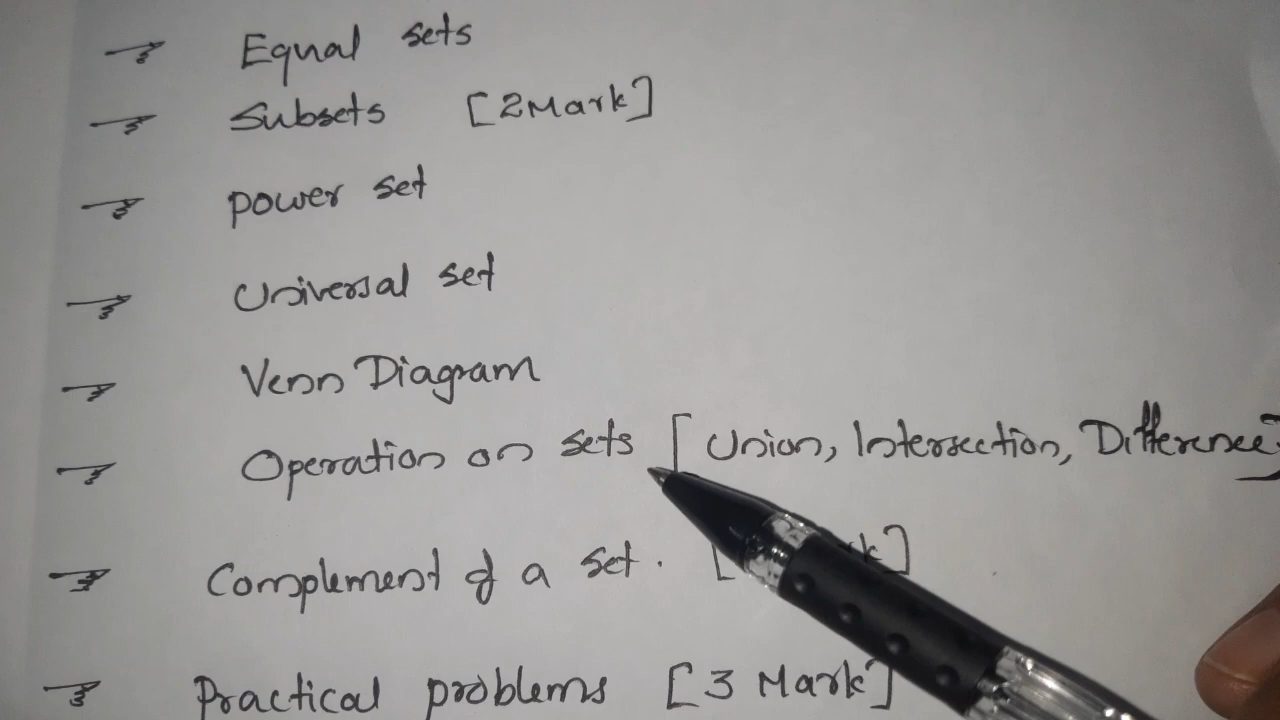 Equal sets
Subsets [2Mark]
power set
Universal set
Venn Diagram
Operation on sets [Union, Intersection, Difference]
Complement of a set. [
Practical problems [3 Mark]